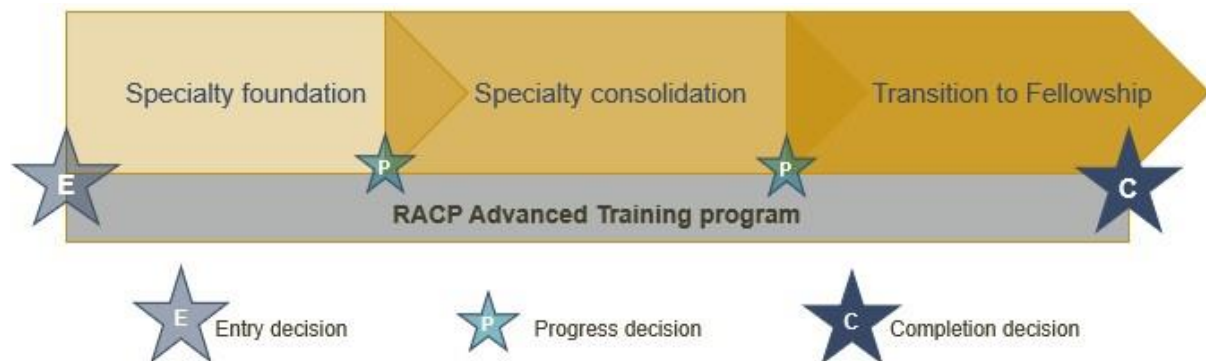 Specialty foundation
Specialty consolidation
Transition to Fellowship
E
P
P
C
RACP Advanced Training program
E
Entry decision
P
Progress decision
C
Completion decision